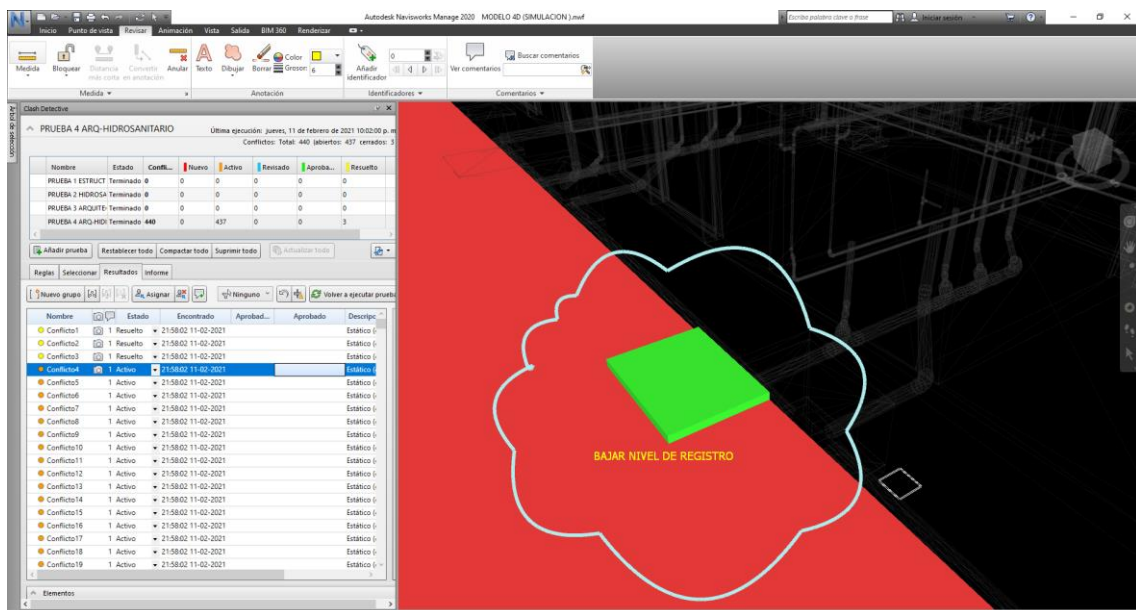 Autodesk Navisworks Manage 2020 MODELO 4D (SIMULACION ).nwf
Escriba palabra clave o frase
Iniciar sesión
Inicio Punto de vista Revisar Animación Vista Salida BIM 360 Renderizar
Medida Bloquear Distancia más corta Convertir en anotación Anular Texto Dibujar Borrar Color Grosor: 6 Añadir identificador 0 Ver comentarios Buscar comentarios
Medida Anotación Identificadores Comentarios
Árbol de selección
Clash Detective
PRUEBA 4 ARQ-HIDROSANITARIO
Última ejecución: jueves, 11 de febrero de 2021 10:02:00 p. m
Conflictos: Total: 440 (abiertos: 437 cerrados: 3
Nombre Estado Confli... Nuevo Activo Revisado Aproba... Resuelto
PRUEBA 1 ESTRUCT Terminado 0 0 0 0 0 0
PRUEBA 2 HIDROSA Terminado 0 0 0 0 0 0
PRUEBA 3 ARQUITE Terminado 0 0 0 0 0 0
PRUEBA 4 ARQ-HIDI Terminado 440 0 437 0 0 3
Añadir prueba Restablecer todo Compactar todo Suprimir todo Actualizar todo
Reglas Seleccionar Resultados Informe
Nuevo grupo Asignar Ninguno Volver a ejecutar prueba
Nombre Estado Encontrado Aprobad... Aprobado Descripc
Conflicto1 1 Resuelto 21:58:02 11-02-2021 Estático (
Conflicto2 1 Resuelto 21:58:02 11-02-2021 Estático (
Conflicto3 1 Resuelto 21:58:02 11-02-2021 Estático (
Conflicto4 1 Activo 21:58:02 11-02-2021 Estático (
Conflicto5 1 Activo 21:58:02 11-02-2021 Estático (
Conflicto6 1 Activo 21:58:02 11-02-2021 Estático (
Conflicto7 1 Activo 21:58:02 11-02-2021 Estático (
Conflicto8 1 Activo 21:58:02 11-02-2021 Estático (
Conflicto9 1 Activo 21:58:02 11-02-2021 Estático (
Conflicto10 1 Activo 21:58:02 11-02-2021 Estático (
Conflicto11 1 Activo 21:58:02 11-02-2021 Estático (
Conflicto12 1 Activo 21:58:02 11-02-2021 Estático (
Conflicto13 1 Activo 21:58:02 11-02-2021 Estático (
Conflicto14 1 Activo 21:58:02 11-02-2021 Estático (
Conflicto15 1 Activo 21:58:02 11-02-2021 Estático (
Conflicto16 1 Activo 21:58:02 11-02-2021 Estático (
Conflicto17 1 Activo 21:58:02 11-02-2021 Estático (
Conflicto18 1 Activo 21:58:02 11-02-2021 Estático (
Conflicto19 1 Activo 21:58:02 11-02-2021 Estático (
Elementos
BAJAR NIVEL DE REGISTRO